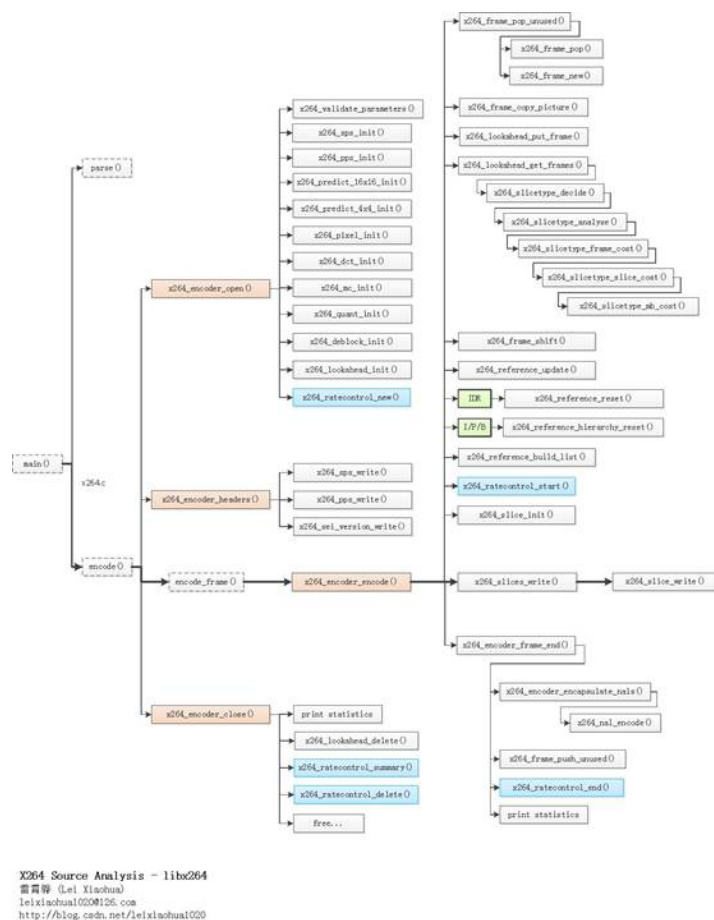 main()
x264.c
parse()
encode()
x264_encoder_open()
x264_validate_parameters()
x264_sps_init()
x264_pps_init()
x264_predict_16x16_init()
x264_predict_4x4_init()
x264_pixel_init()
x264_dct_init()
x264_mc_init()
x264_quant_init()
x264_deblock_init()
x264_lookahead_init()
x264_ratecontrol_new()
x264_encoder_headers()
x264_sps_write()
x264_pps_write()
x264_sei_version_write()
encode_frame()
x264_encoder_encode()
x264_frame_pop_unused()
x264_frame_pop()
x264_frame_new()
x264_frame_copy_picture()
x264_lookahead_put_frame()
x264_lookahead_get_frames()
x264_slicetype_decide()
x264_slicetype_analyse()
x264_slicetype_frame_cost()
x264_slicetype_slice_cost()
x264_slicetype_mb_cost()
x264_frame_shift()
x264_reference_update()
IDR
x264_reference_reset()
I/P/B
x264_reference_hierarchy_reset()
x264_reference_build_list()
x264_ratecontrol_start()
x264_slice_init()
x264_slices_write()
x264_slice_write()
x264_encoder_frame_end()
x264_encoder_encapsulate_nals()
x264_nal_encode()
x264_frame_push_unused()
x264_ratecontrol_end()
print statistics
x264_encoder_close()
print statistics
x264_lookahead_delete()
x264_ratecontrol_summary()
x264_ratecontrol_delete()
free...
X264 Source Analysis - libx264
雷霄骅 (Lei Xiaohua)
leixiaohua1020@126.com
http://blog.csdn.net/leixiaohua1020